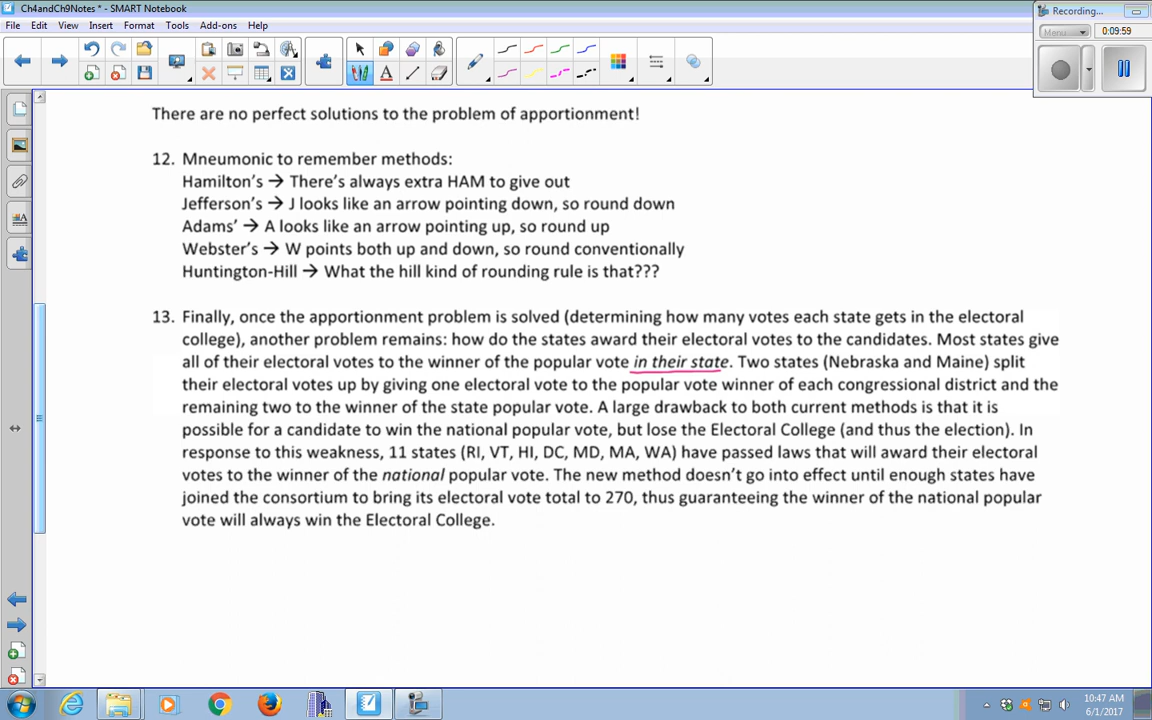 Ch4andCh9Notes * - SMART Notebook
Recording...
File Edit View Insert Format Tools Add-ons Help
Menu
0:09:59
There are no perfect solutions to the problem of apportionment!
12. Mneumonic to remember methods:
Hamilton's → There's always extra HAM to give out
Jefferson's → J looks like an arrow pointing down, so round down
Adams' → A looks like an arrow pointing up, so round up
Webster's → W points both up and down, so round conventionally
Huntington-Hill → What the hill kind of rounding rule is that???
13. Finally, once the apportionment problem is solved (determining how many votes each state gets in the electoral
college), another problem remains: how do the states award their electoral votes to the candidates. Most states give
all of their electoral votes to the winner of the popular vote in their state. Two states (Nebraska and Maine) split
their electoral votes up by giving one electoral vote to the popular vote winner of each congressional district and the
remaining two to the winner of the state popular vote. A large drawback to both current methods is that it is
possible for a candidate to win the national popular vote, but lose the Electoral College (and thus the election). In
response to this weakness, 11 states (RI, VT, HI, DC, MD, MA, WA) have passed laws that will award their electoral
votes to the winner of the national popular vote. The new method doesn't go into effect until enough states have
joined the consortium to bring its electoral vote total to 270, thus guaranteeing the winner of the national popular
vote will always win the Electoral College.
10:47 AM
6/1/2017